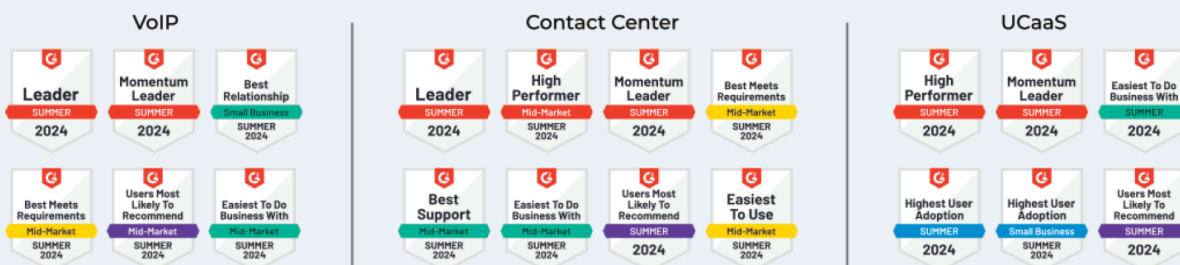 VoIP
Leader
SUMMER
2024
Momentum
Leader
SUMMER
2024
Best
Relationship
Small Business
SUMMER
2024
Best Meets
Requirements
Mid-Market
SUMMER
2024
Users Most
Likely To
Recommend
Mid-Market
SUMMER
2024
Easiest To Do
Business With
Mid-Market
SUMMER
2024
Contact Center
Leader
SUMMER
2024
High
Performer
Mid-Market
SUMMER
2024
Momentum
Leader
SUMMER
2024
Best Meets
Requirements
Mid-Market
SUMMER
2024
Best
Support
Mid-Market
SUMMER
2024
Easiest To Do
Business With
Mid-Market
SUMMER
2024
Users Most
Likely To
Recommend
SUMMER
2024
Easiest
To Use
Mid-Market
SUMMER
2024
UCaaS
High
Performer
SUMMER
2024
Momentum
Leader
SUMMER
2024
Easiest To Do
Business With
SUMMER
2024
Highest User
Adoption
SUMMER
2024
Highest User
Adoption
Small Business
SUMMER
2024
Users Most
Likely To
Recommend
SUMMER
2024